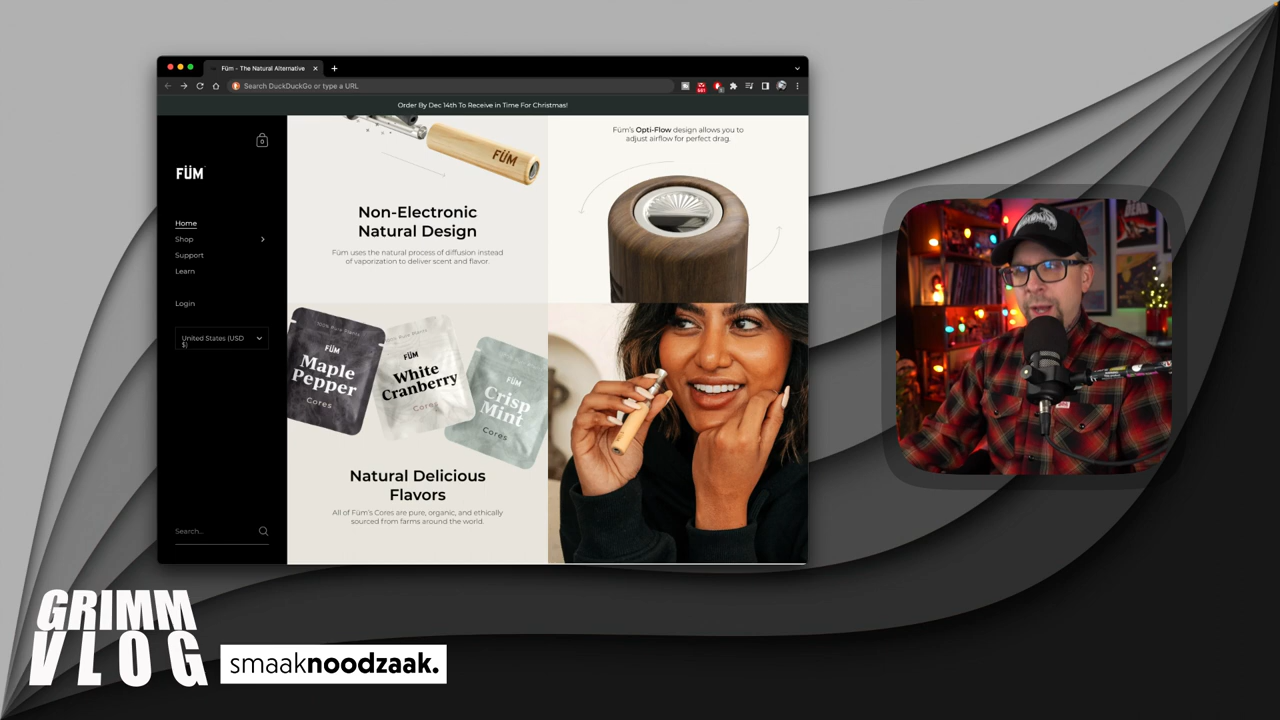 Füm - The Natural Alternative
Search DuckDuckGo or type a URL
Order By Dec 14th To Receive in Time For Christmas!
0
FÜM
Home
Shop
Support
Learn
Login
United States (USD
$)
Search...
FÜM
Non-Electronic
Natural Design
Füm uses the natural process of diffusion instead
of vaporization to deliver scent and flavor.
Füm's Opti-Flow design allows you to
adjust airflow for perfect drag.
100% Pure Plants
FÜM
Maple
Pepper
Cores
FÜM
White
Cranberry
Cores
FÜM
Crisp
Mint
Cores
Natural Delicious
Flavors
All of Füm's Cores are pure, organic, and ethically
sourced from farms around the world.
GRIMM
VLOG
smaaknoodzaak.